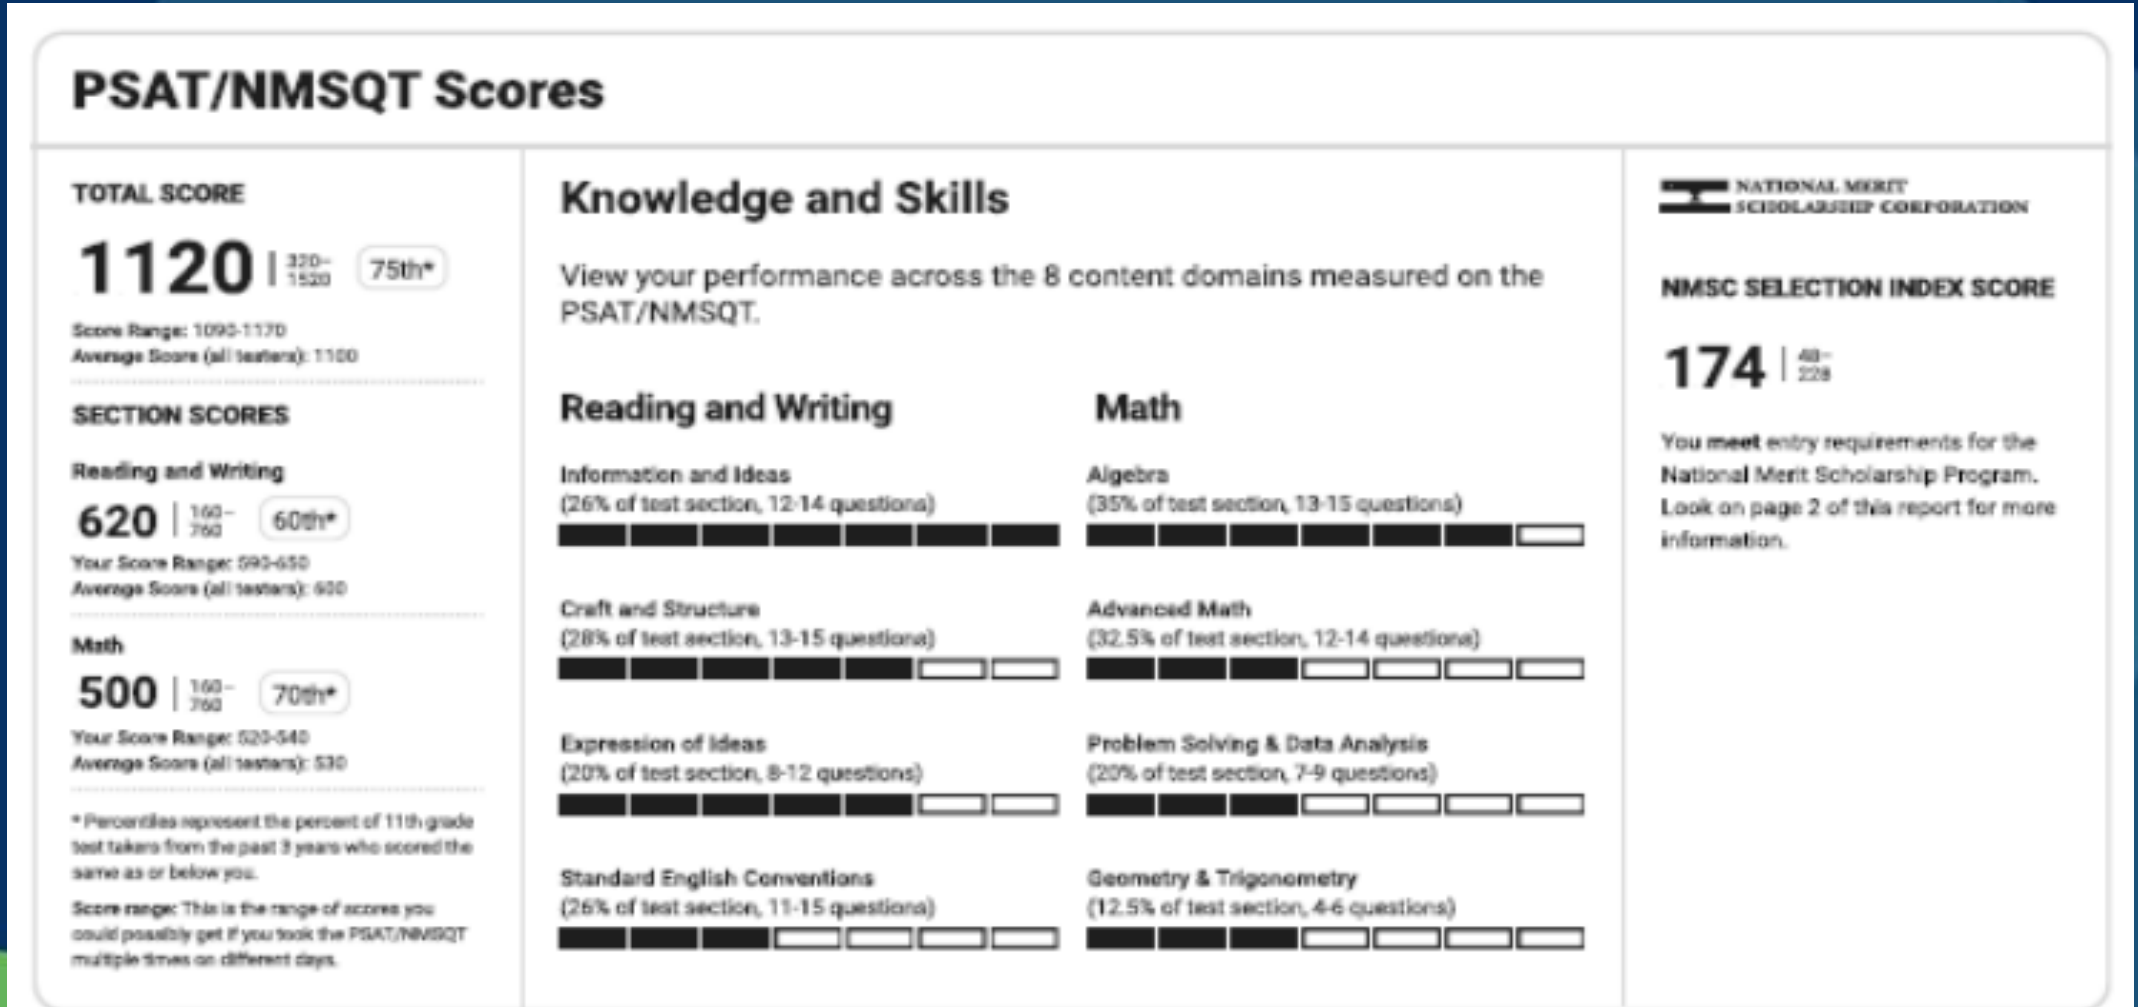 PSAT/NMSQT Scores
TOTAL SCORE
1120 | 320–1520 75th*
Score Range: 1090-1170
Average Score (all testers): 1100
SECTION SCORES
Reading and Writing
620 | 160–760 60th*
Your Score Range: 590-650
Average Score (all testers): 600
Math
500 | 160–760 70th*
Your Score Range: 520-540
Average Score (all testers): 530
* Percentiles represent the percent of 11th grade
test takers from the past 3 years who scored the
same as or below you.
Score range: This is the range of scores you
could possibly get if you took the PSAT/NMSQT
multiple times on different days.
Knowledge and Skills
View your performance across the 8 content domains measured on the
PSAT/NMSQT.
Reading and Writing
Information and Ideas
(26% of test section, 12-14 questions)
Craft and Structure
(28% of test section, 13-15 questions)
Expression of Ideas
(20% of test section, 8-12 questions)
Standard English Conventions
(26% of test section, 11-15 questions)
Math
Algebra
(35% of test section, 13-15 questions)
Advanced Math
(32.5% of test section, 12-14 questions)
Problem Solving & Data Analysis
(20% of test section, 7-9 questions)
Geometry & Trigonometry
(12.5% of test section, 4-6 questions)
NATIONAL MERIT
SCHOLARSHIP CORPORATION
NMSC SELECTION INDEX SCORE
174 | 48–228
You meet entry requirements for the
National Merit Scholarship Program.
Look on page 2 of this report for more
information.